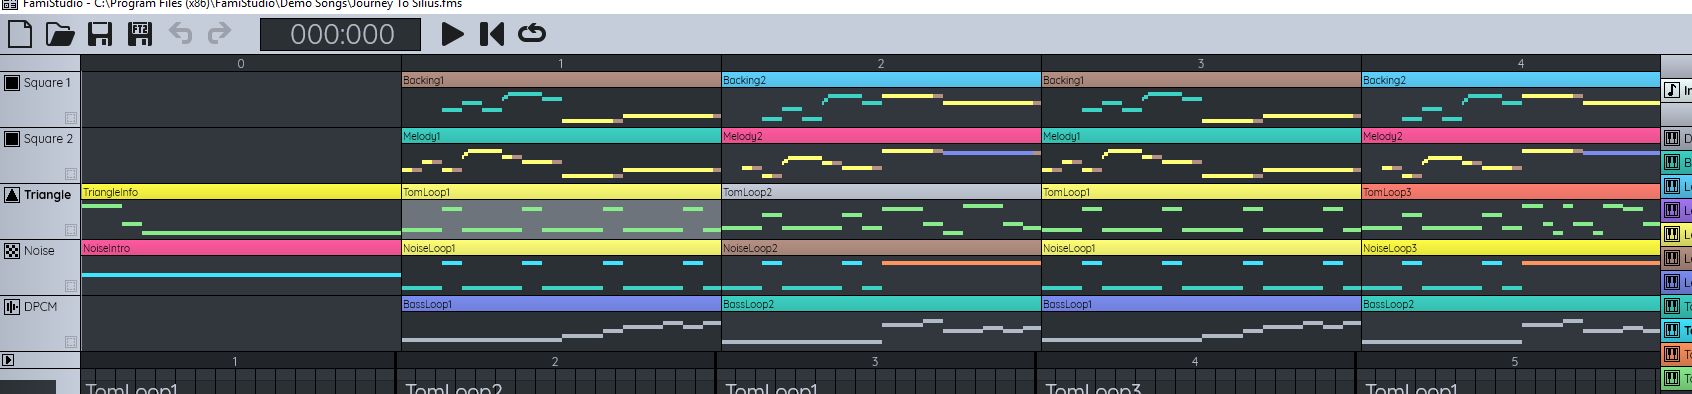 FamiStudio - C:\Program Files (x86)\FamiStudio\Demo Songs\Journey To Silius.fms
FT2
000:000
0 1 2 3 4
Square 1 Backing1 Backing2 Backing1 Backing2
Square 2 Melody1 Melody2 Melody1 Melody2
Triangle TriangleInfo TomLoop1 TomLoop2 TomLoop1 TomLoop3
Noise NoiseIntro NoiseLoop1 NoiseLoop2 NoiseLoop1 NoiseLoop3
DPCM BassLoop1 BassLoop2 BassLoop1 BassLoop2
1 2 3 4 5
TomLoop1 TomLoop2 TomLoop1 TomLoop3 TomLoop1